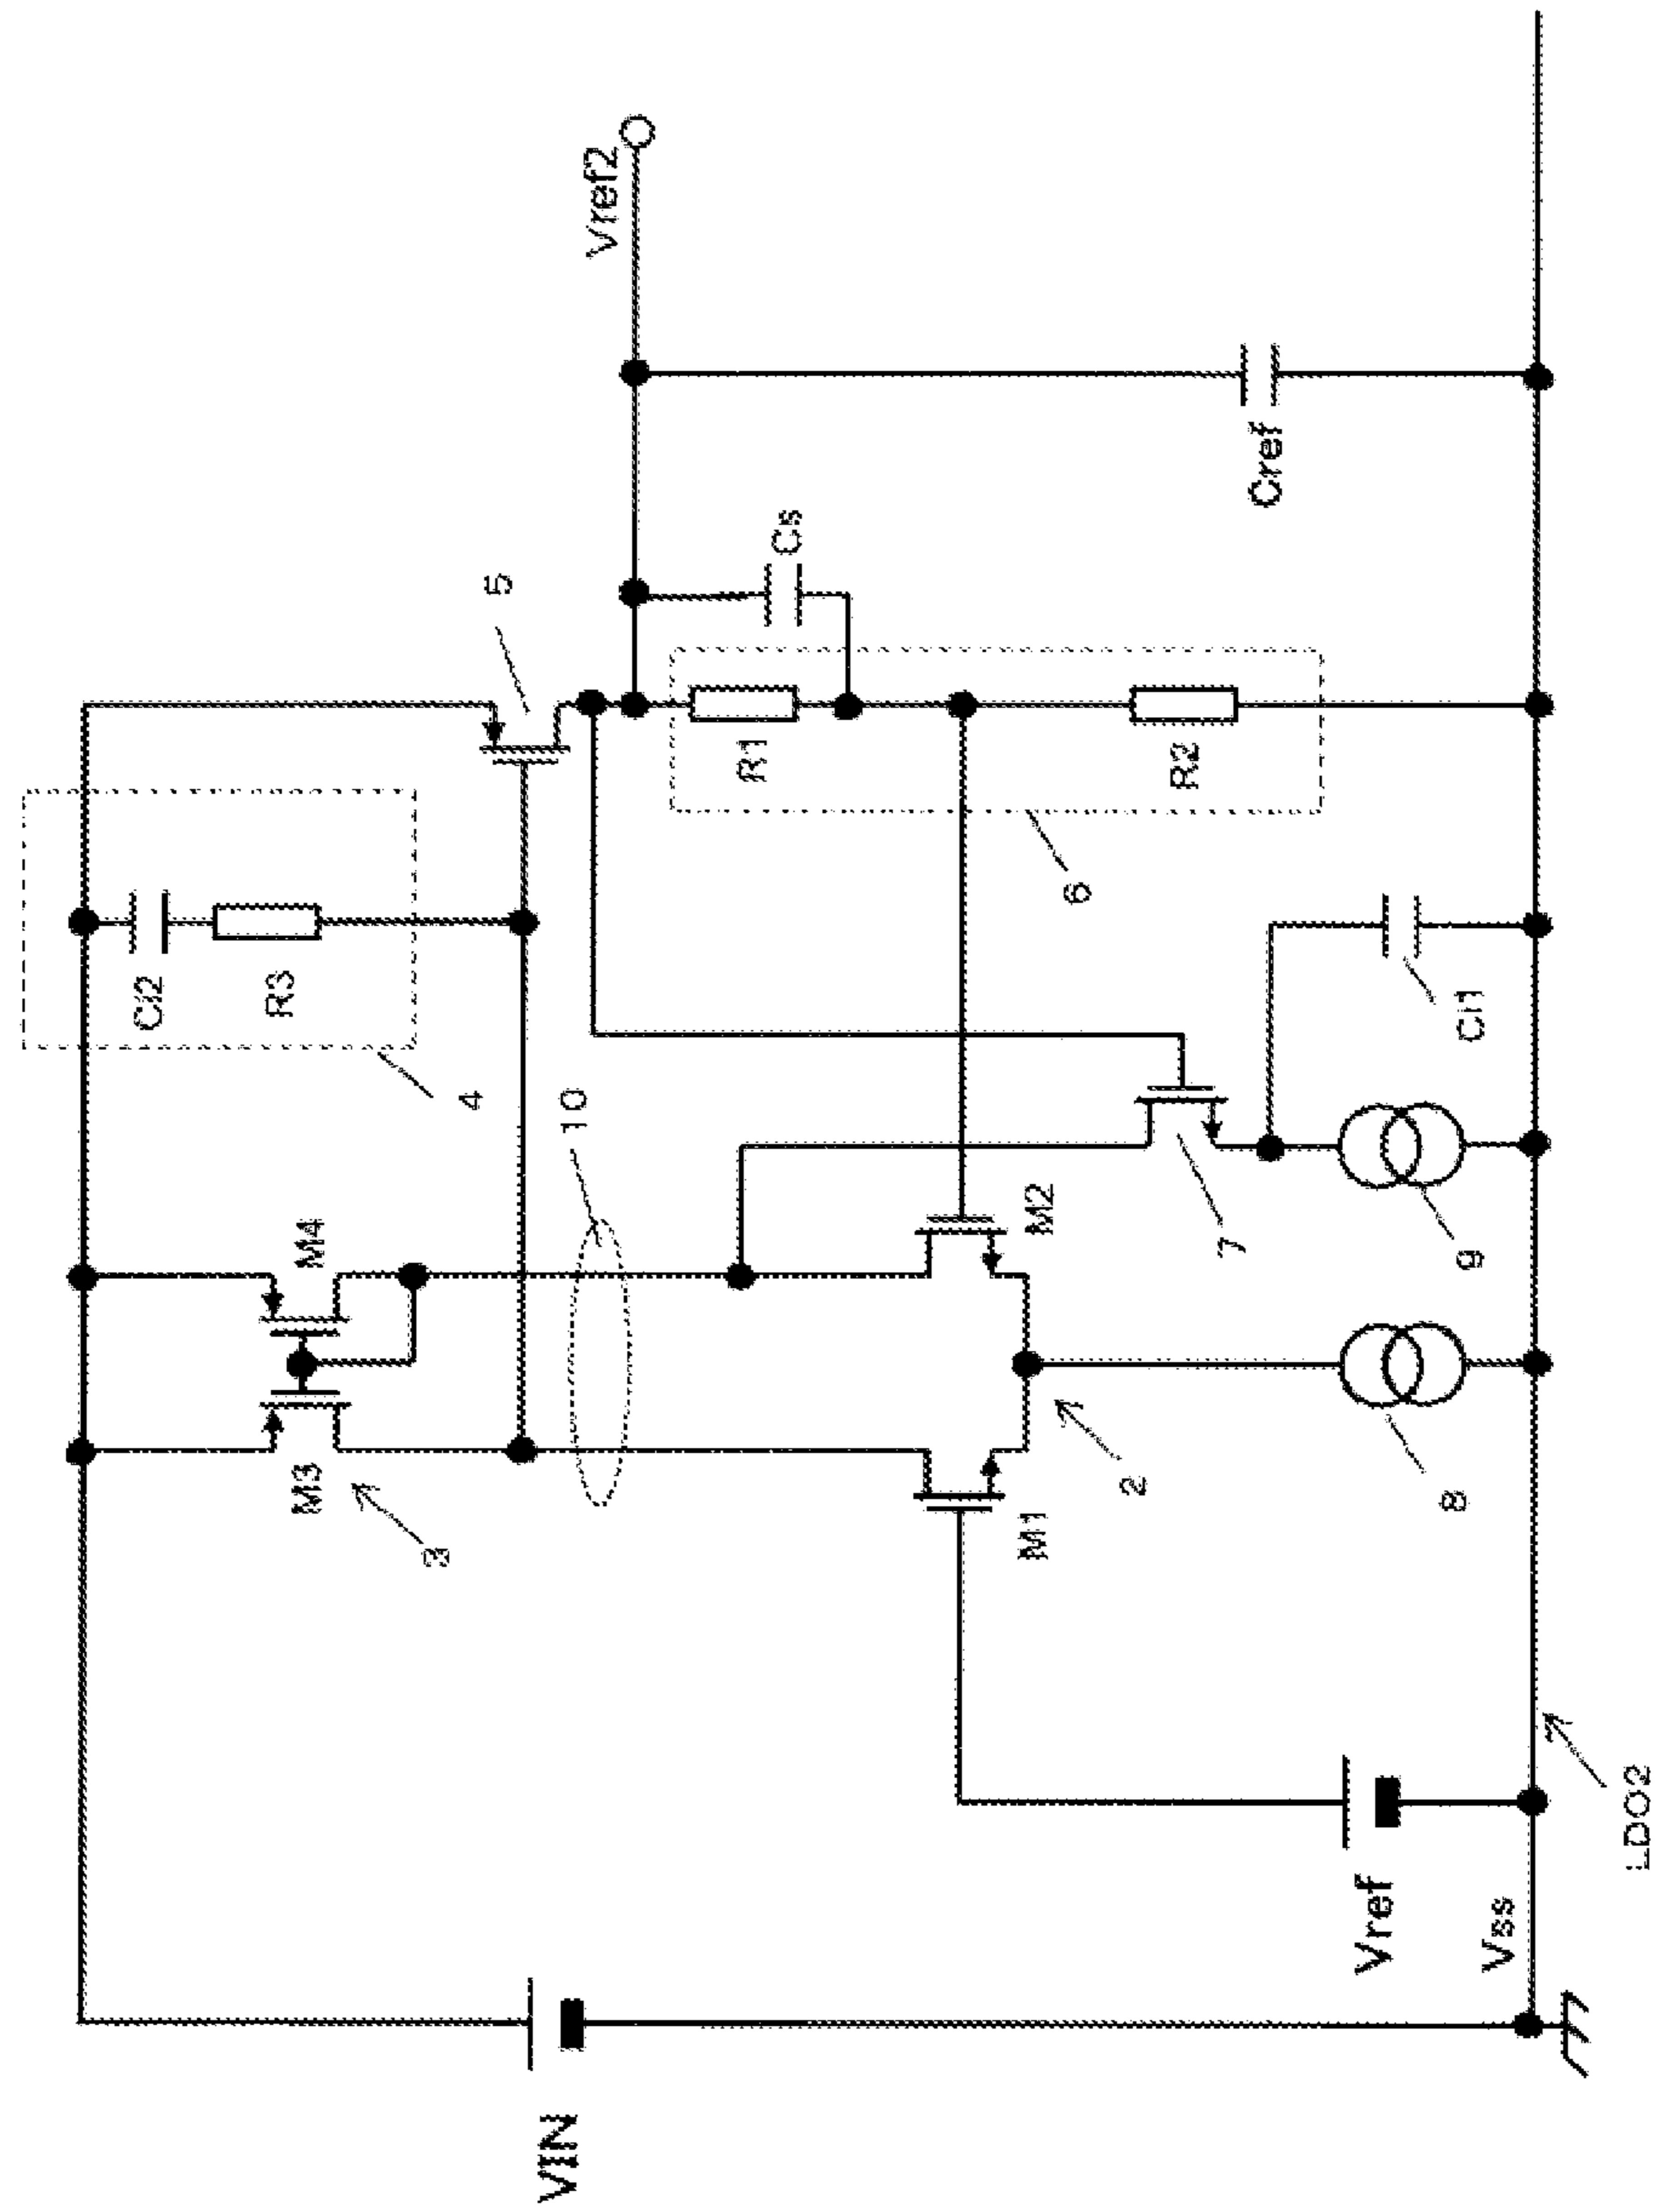 VIN
Vref
Vss
LDO2
M3
3
M4
M1
2
M2
8
9
7
10
4
Ci2
R3
Ci1
6
5
R1
R2
Cs
Cref
Vref2